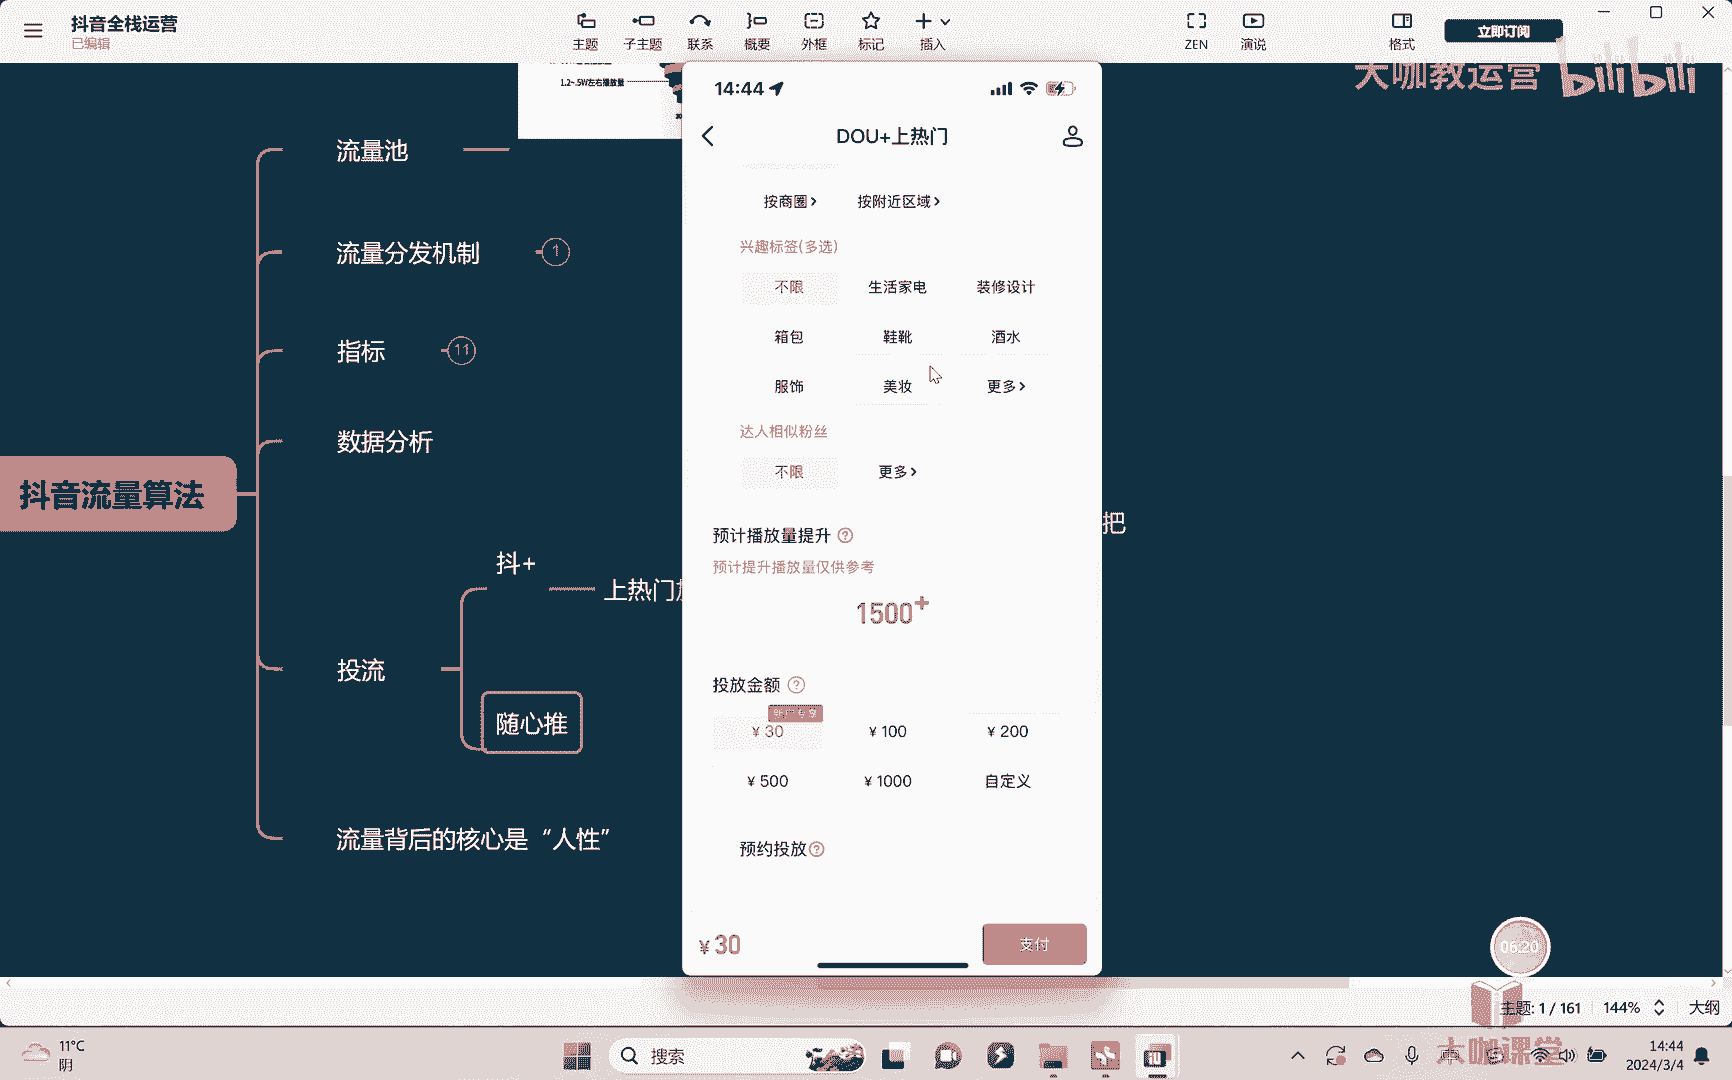 抖音全栈运营
已编辑
主题
子主题
联系
概要
外框
标记
插入
ZEN
演说
格式
立即订阅
大咖教运营
bilibili
1.2~.5W左右播放量
流量池
流量分发机制
1
指标
11
数据分析
抖音流量算法
抖+
上热门
投流
随心推
流量背后的核心是“人性”
把
14:44
DOU+上热门
按商圈>
按附近区域>
兴趣标签(多选)
不限
生活家电
装修设计
箱包
鞋靴
酒水
服饰
美妆
更多>
达人相似粉丝
不限
更多>
预计播放量提升
预计提升播放量仅供参考
1500+
投放金额
新户专享
¥ 30
¥ 100
¥ 200
¥ 500
¥ 1000
自定义
预约投放
¥ 30
支付
06:20
主题: 1 / 161
144%
大纲
11°C
阴
搜索
大咖课堂
14:44
2024/3/4